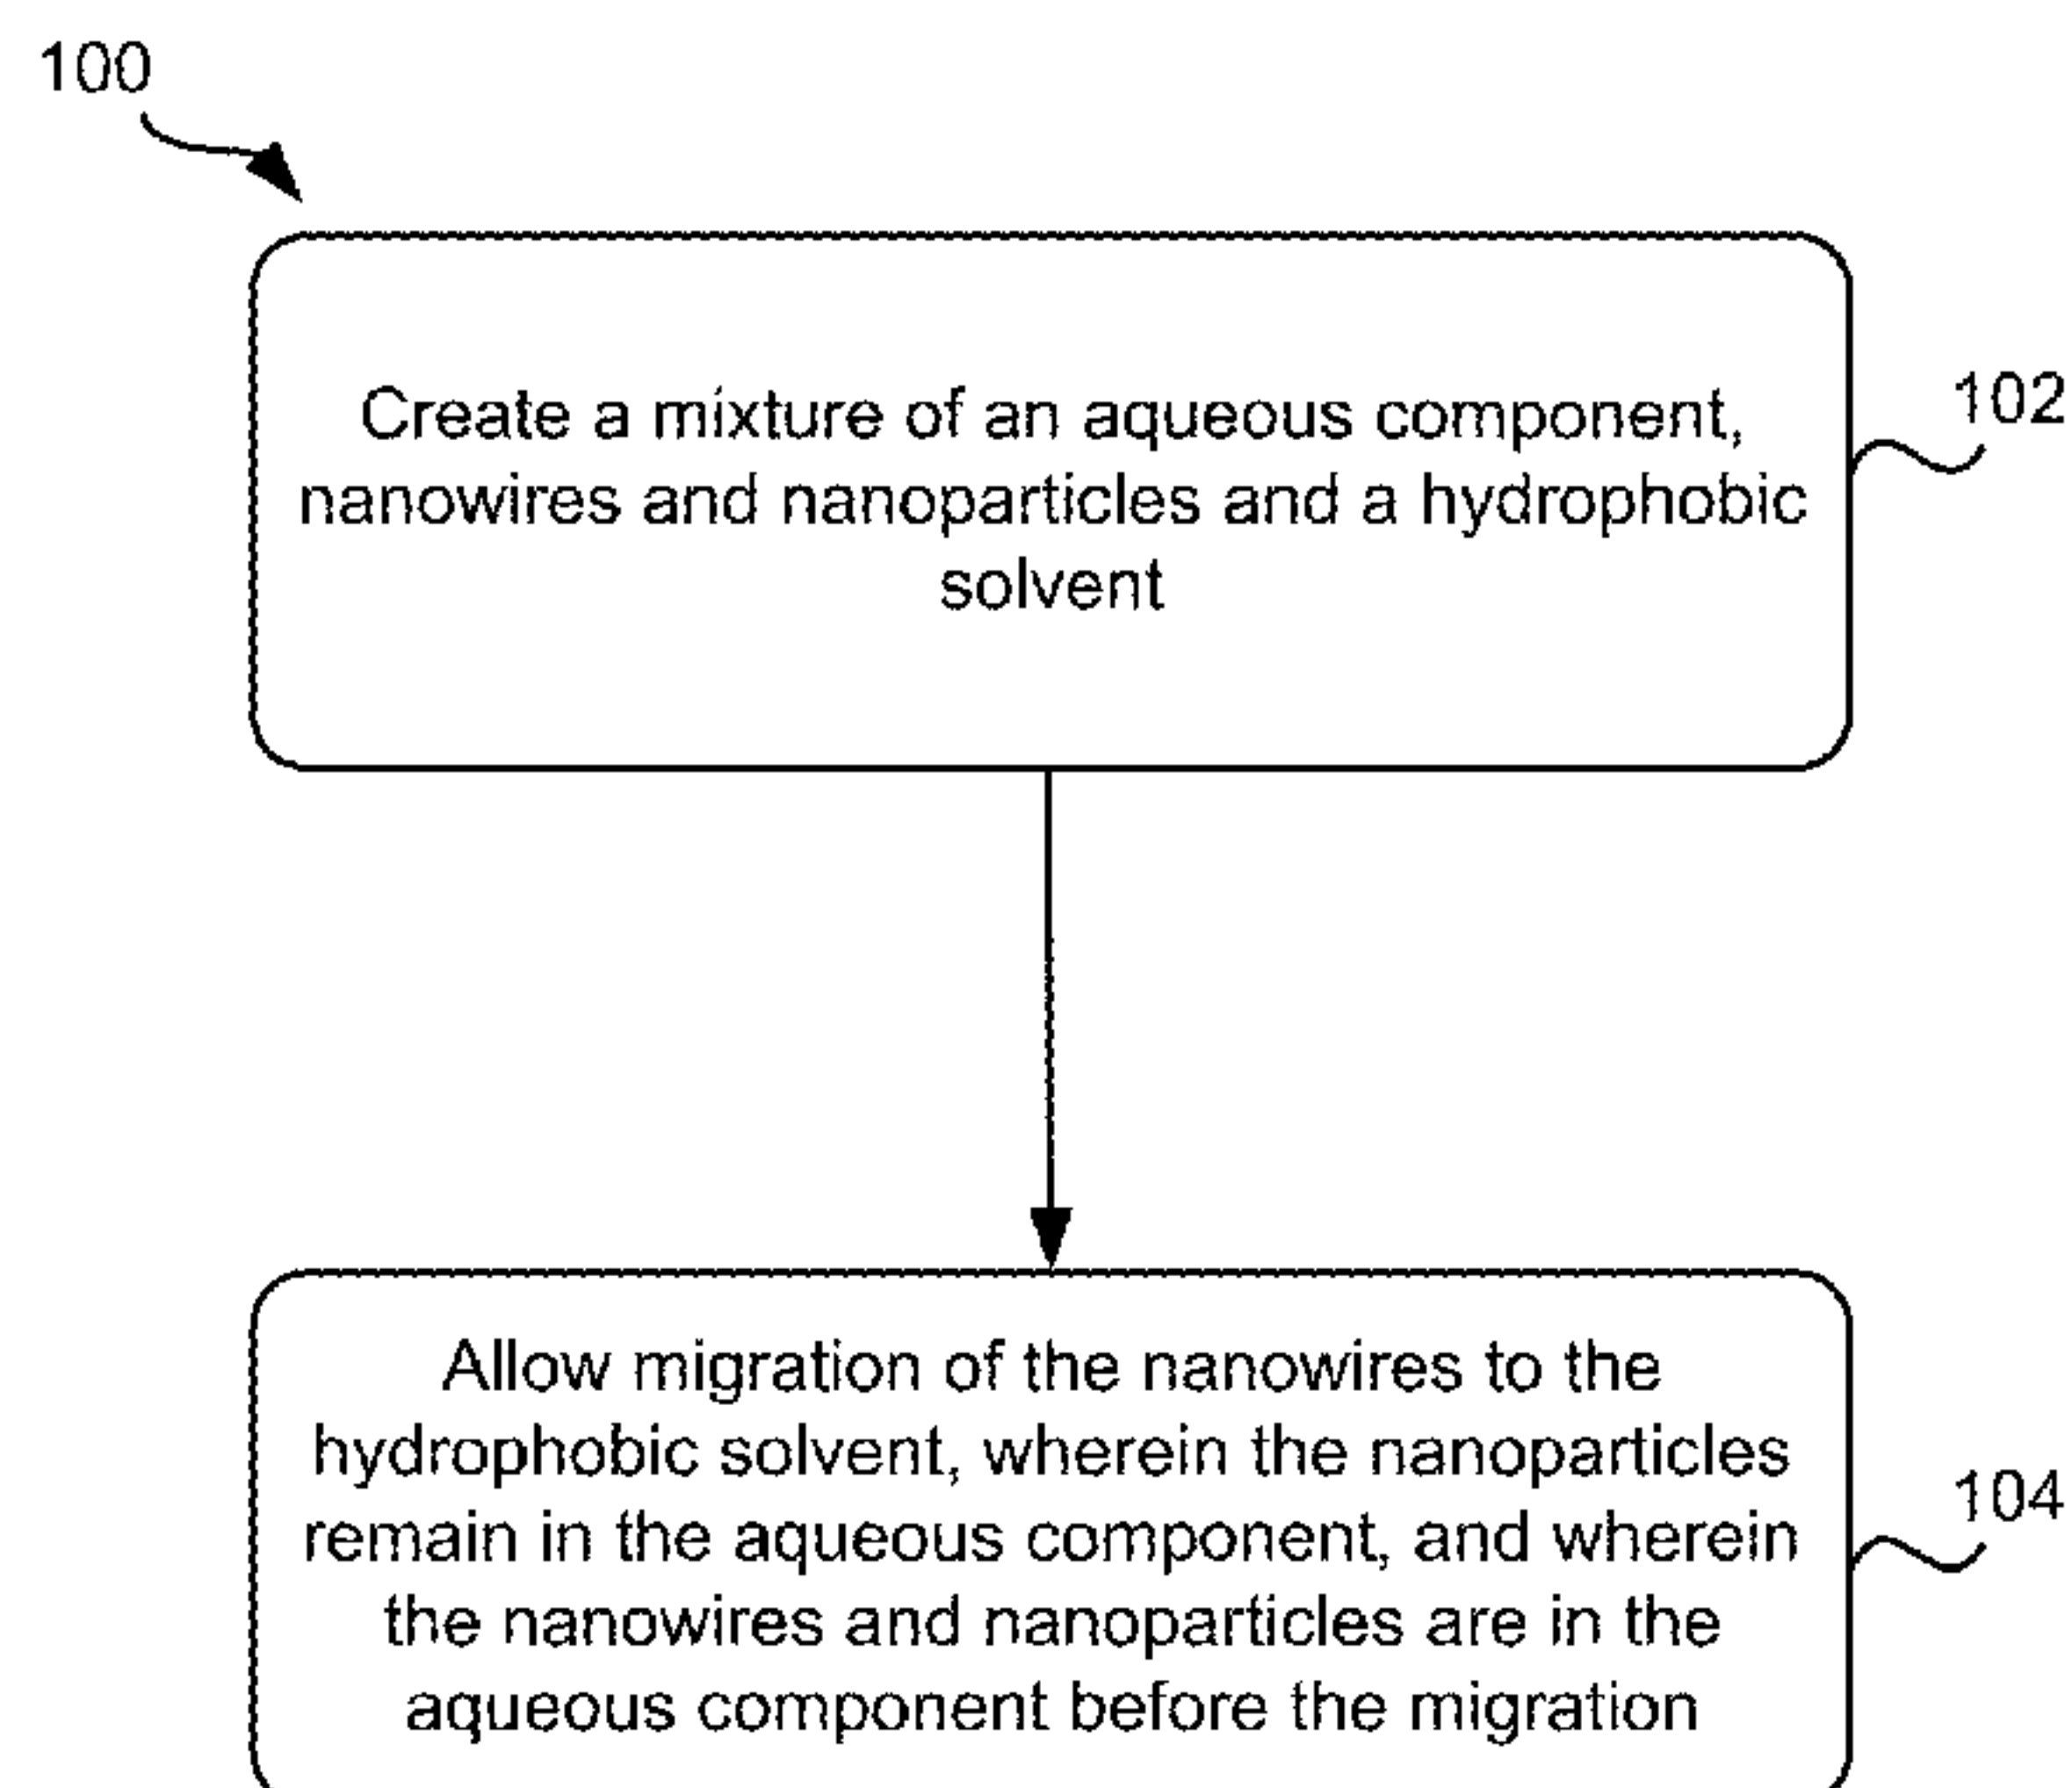 100
Create a mixture of an aqueous component,
nanowires and nanoparticles and a hydrophobic
solvent
102
Allow migration of the nanowires to the
hydrophobic solvent, wherein the nanoparticles
remain in the aqueous component, and wherein
the nanowires and nanoparticles are in the
aqueous component before the migration
104